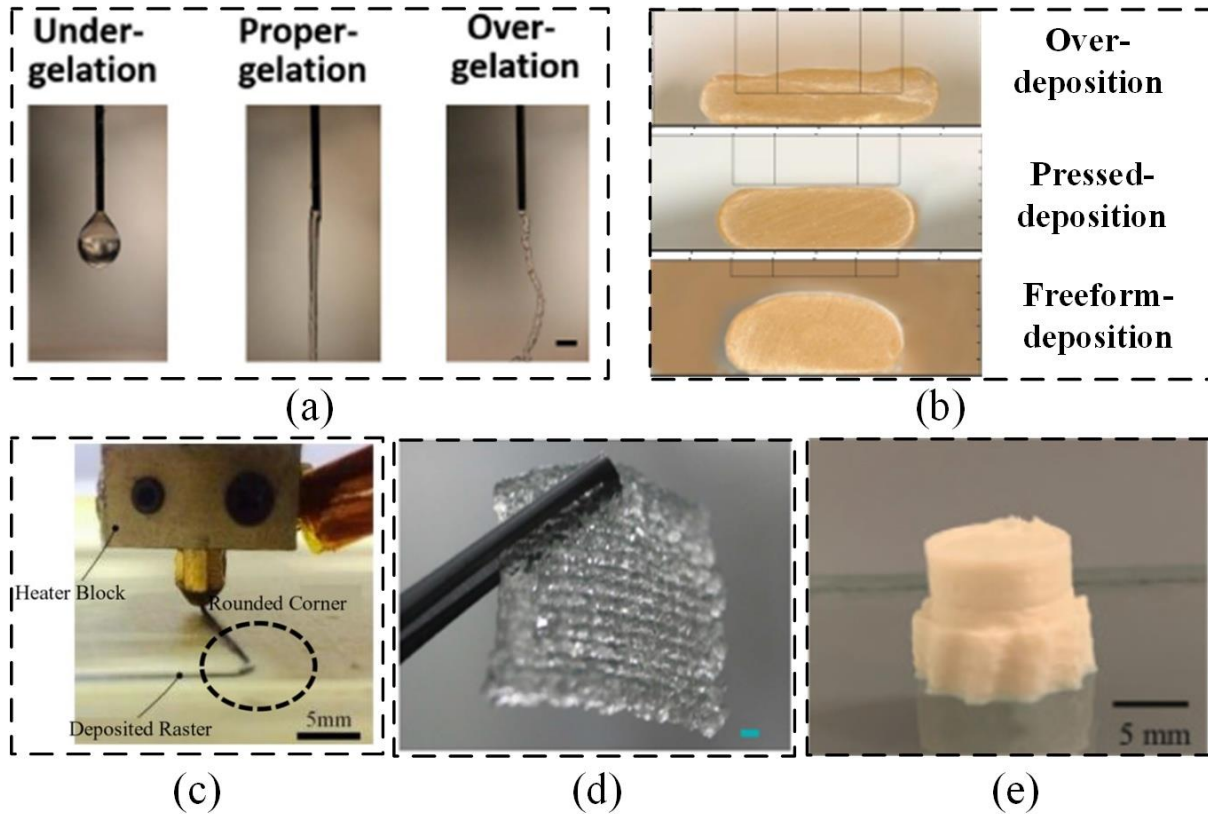 Under-
gelation
Proper-
gelation
Over-
gelation
Over-
deposition
Pressed-
deposition
Freeform-
deposition
(a)
(b)
Heater Block
Rounded Corner
Deposited Raster
5mm
5 mm
(c)
(d)
(e)